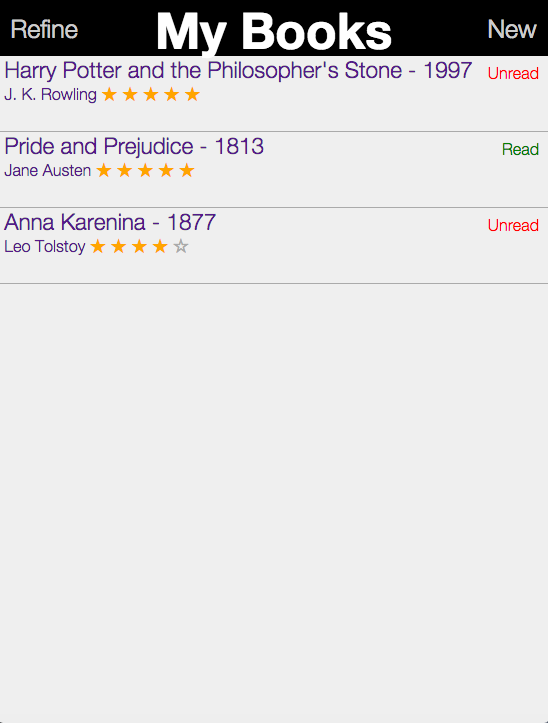 Refine My Books New
Harry Potter and the Philosopher's Stone - 1997 Unread
J. K. Rowling ★ ★ ★ ★ ★
Pride and Prejudice - 1813 Read
Jane Austen ★ ★ ★ ★ ★
Anna Karenina - 1877 Unread
Leo Tolstoy ★ ★ ★ ★ ☆